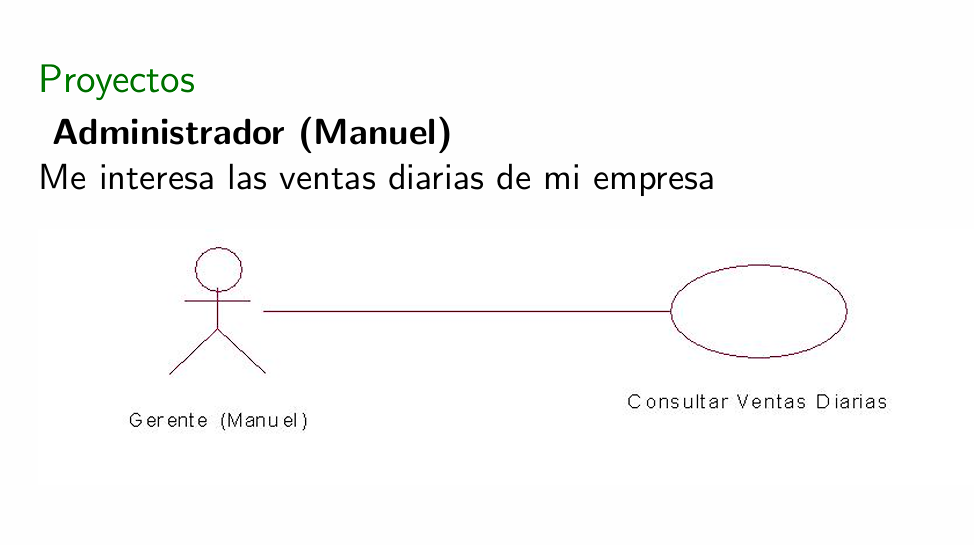 Proyectos
Administrador (Manuel)
Me interesa las ventas diarias de mi empresa
Consultar Ventas Diarias
Gerente (Manuel)